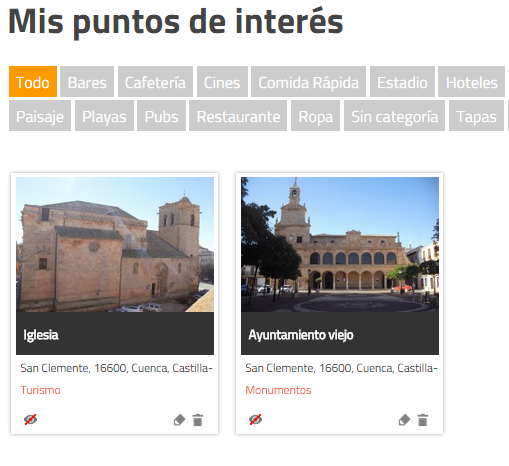 Mis puntos de interés
Todo Bares Cafetería Cines Comida Rápida Estadio Hoteles
Paisaje Playas Pubs Restaurante Ropa Sin categoría Tapas
Iglesia
San Clemente, 16600, Cuenca, Castilla-
Turismo
Ayuntamiento viejo
San Clemente, 16600, Cuenca, Castilla-
Monumentos